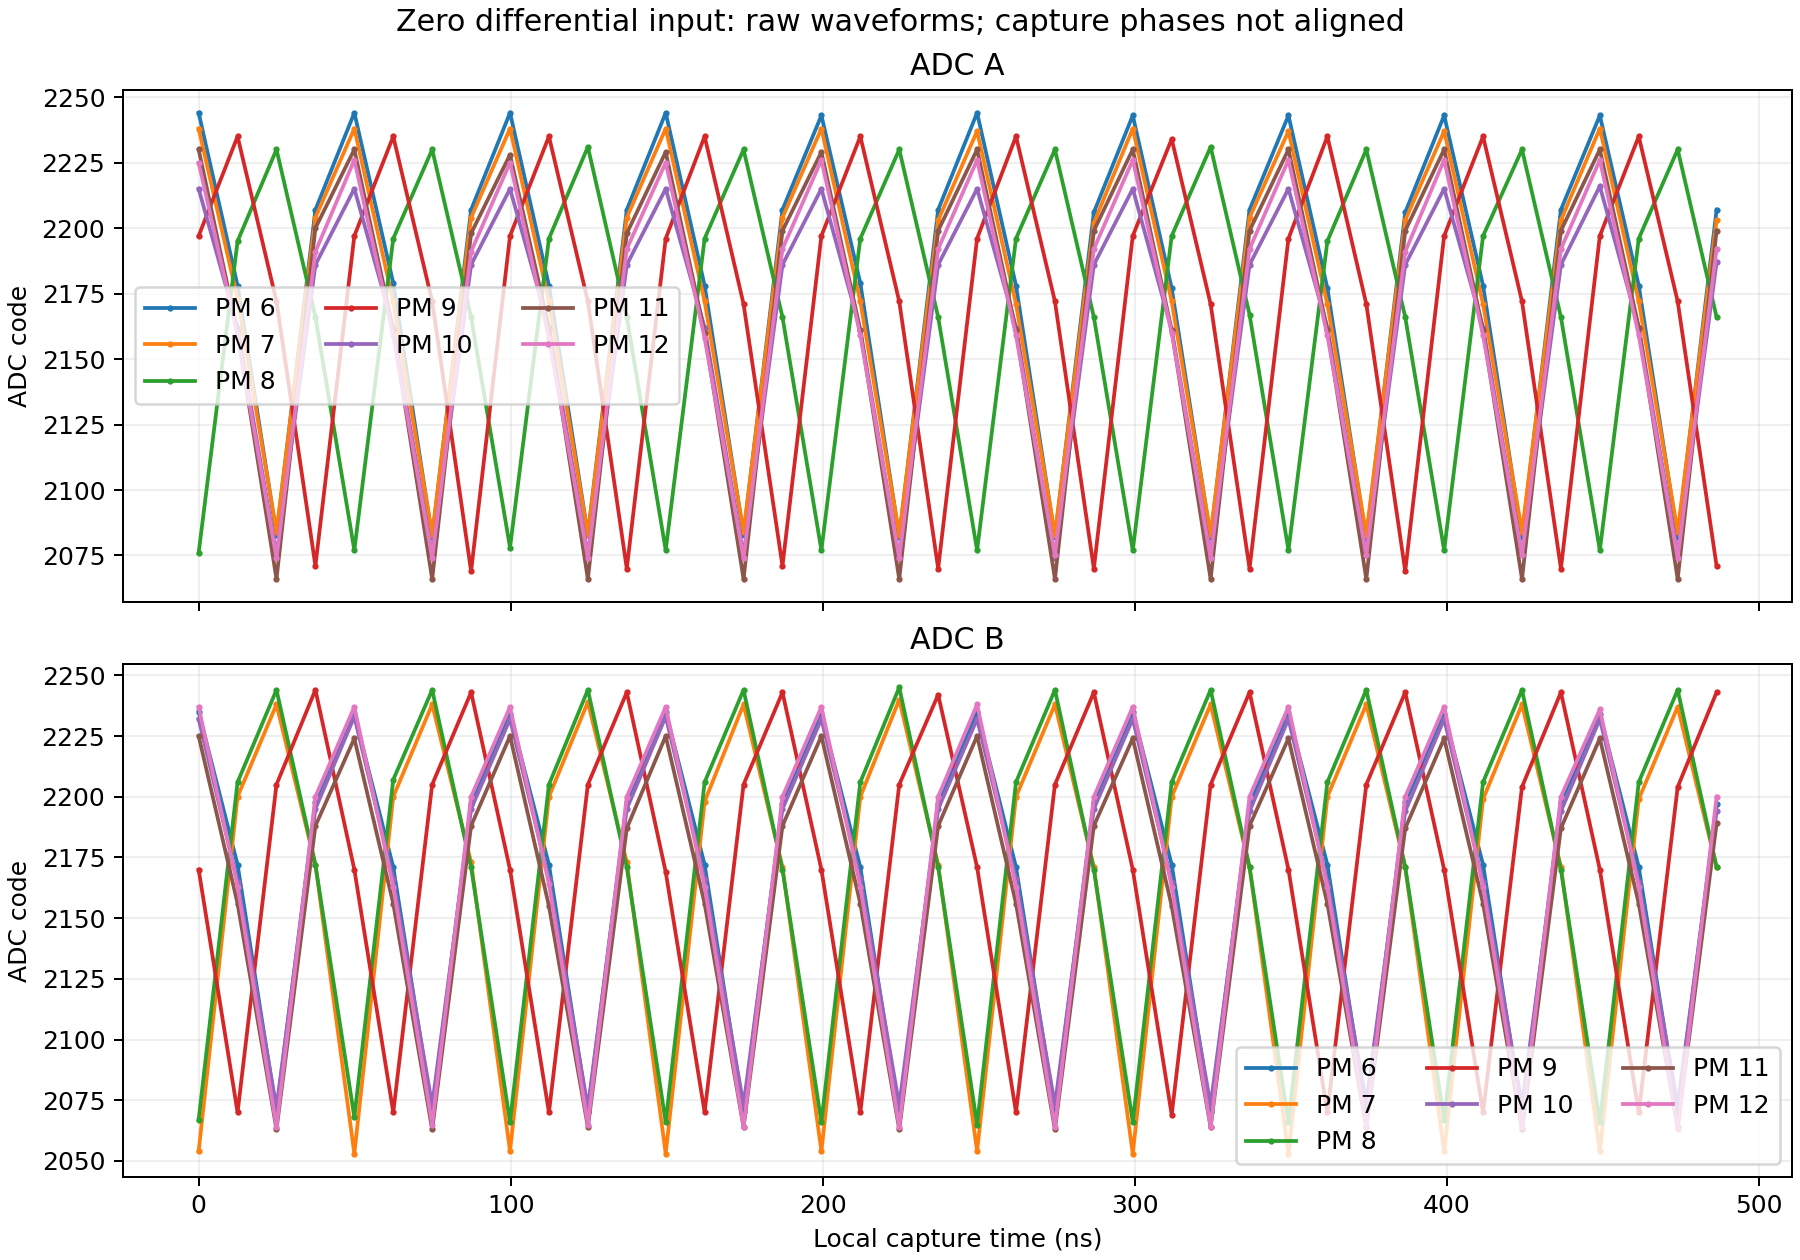 Zero differential input: raw waveforms; capture phases not aligned
ADC A
2250
2225
2200
2175
2150
2125
2100
2075
ADC code
PM 6
PM 7
PM 8
PM 9
PM 10
PM 11
PM 12
ADC B
2250
2225
2200
2175
2150
2125
2100
2075
2050
ADC code
PM 6
PM 7
PM 8
PM 9
PM 10
PM 11
PM 12
0 100 200 300 400 500
Local capture time (ns)